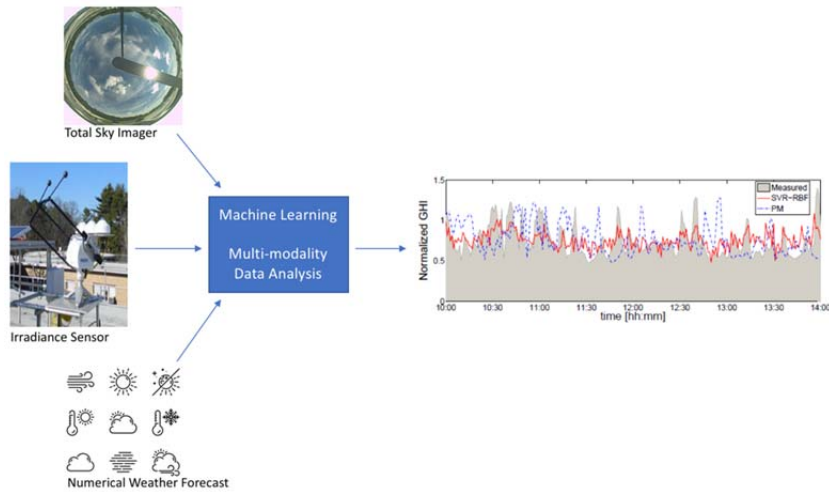 Total Sky Imager
Irradiance Sensor
Numerical Weather Forecast
Machine Learning
Multi-modality
Data Analysis
Normalized GHI
1.5
1
0.5
0
Measured
SVR-RBF
PM
10:00 10:30 11:00 11:30 12:00 12:30 13:00 13:30 14:00
time [hh:mm]